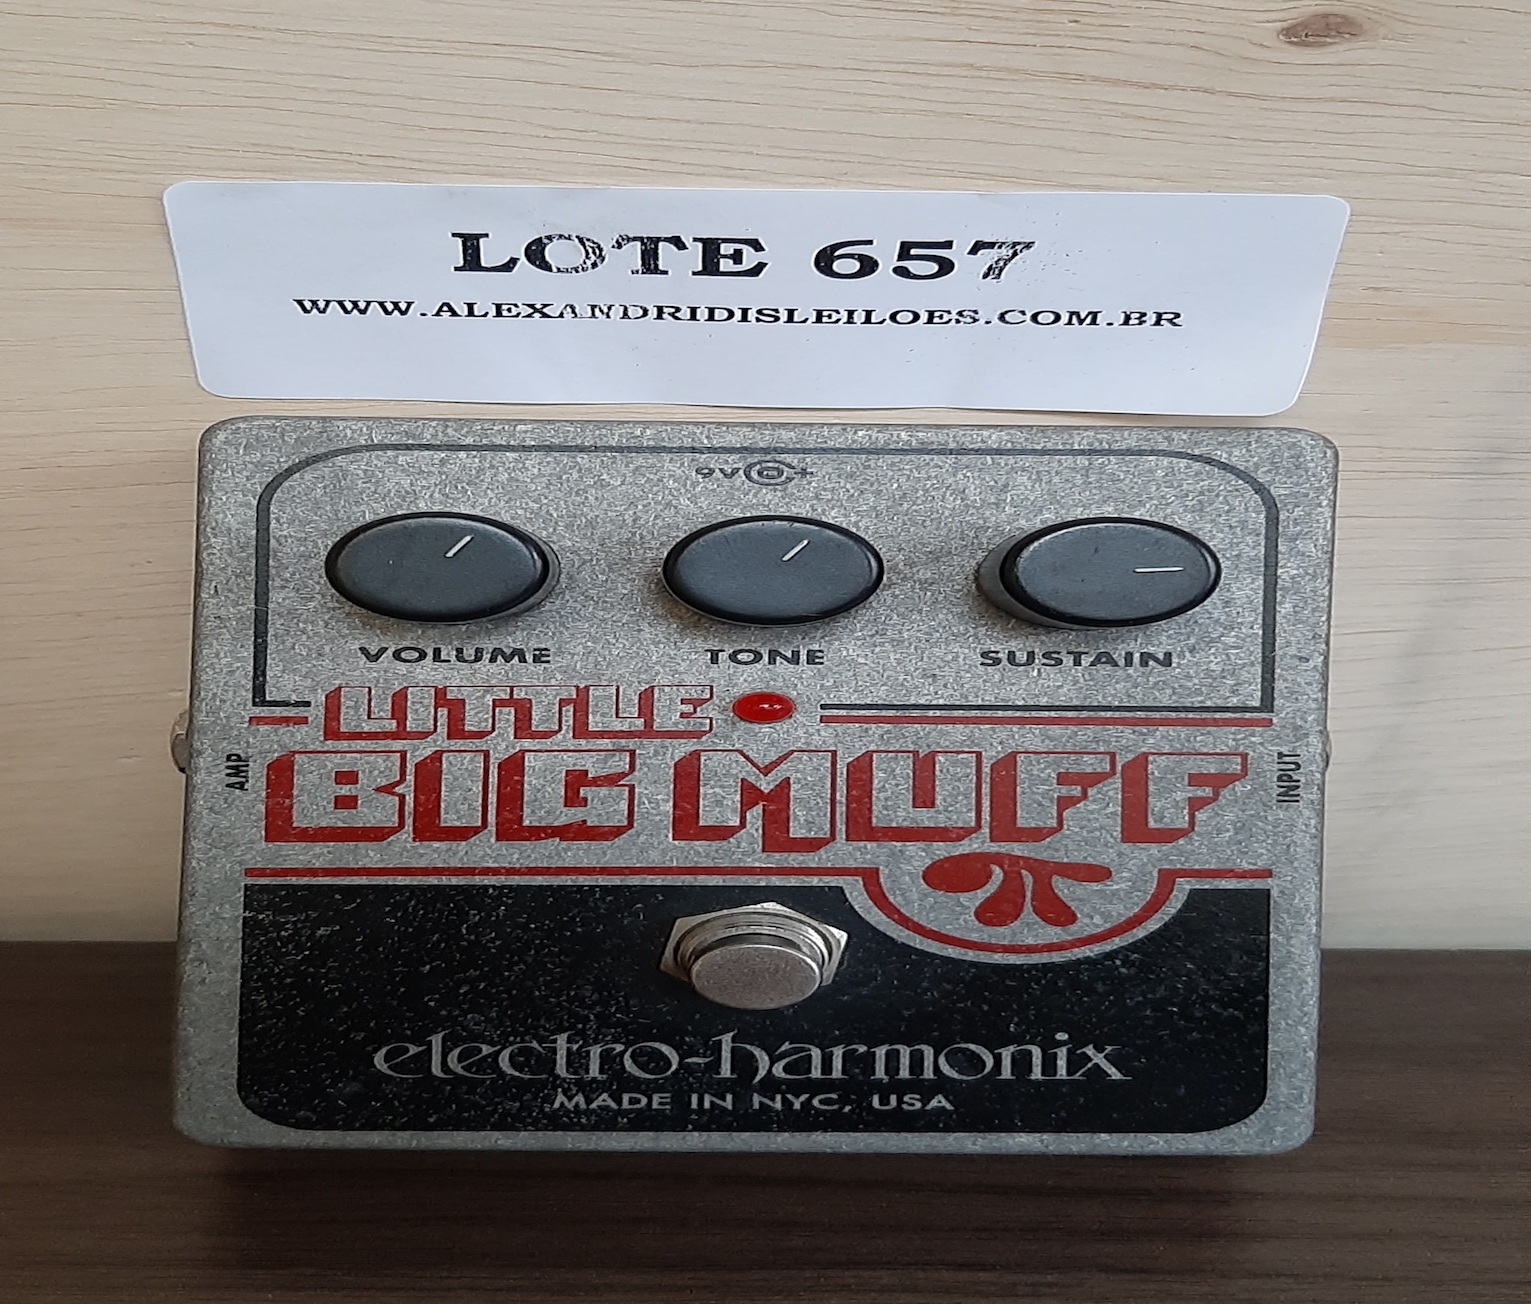 LOTE 657
WWW.ALEXANDRIDISLEILOES.COM.BR
9V +
VOLUME TONE SUSTAIN
LITTLE
BIG MUFF
AMP
INPUT
electro-harmonix
MADE IN NYC, USA